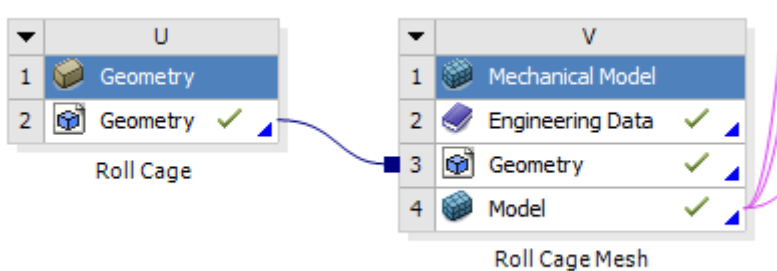 U
1 Geometry
2 Geometry
Roll Cage
V
1 Mechanical Model
2 Engineering Data
3 Geometry
4 Model
Roll Cage Mesh